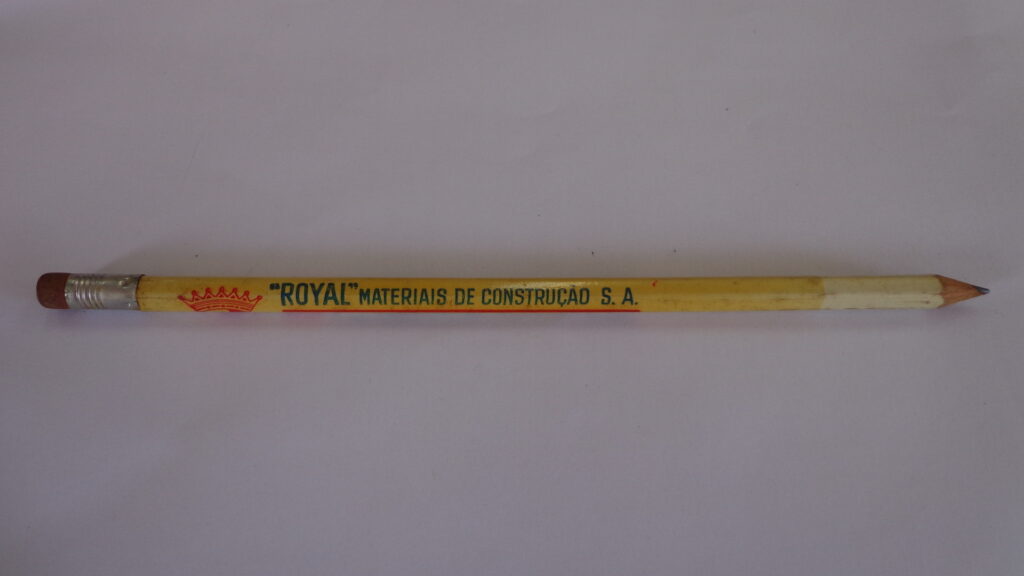 "ROYAL" MATERIAIS DE CONSTRUÇÃO S. A.